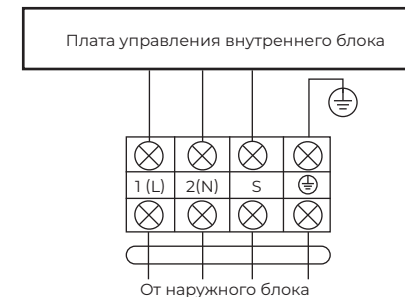 Плата управления внутреннего блока
1 (L) 2(N) S
От наружного блока